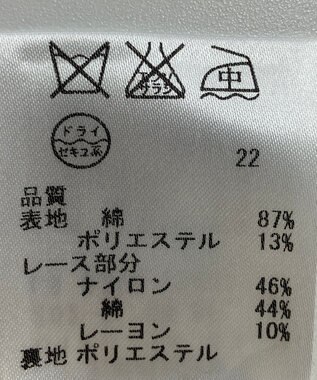 エンソ
サラシ
中
ドライ
セキユ系
22
品質
表地 綿 87%
ポリエステル 13%
レース部分
ナイロン 46%
綿 44%
レーヨン 10%
裏地 ポリエステル